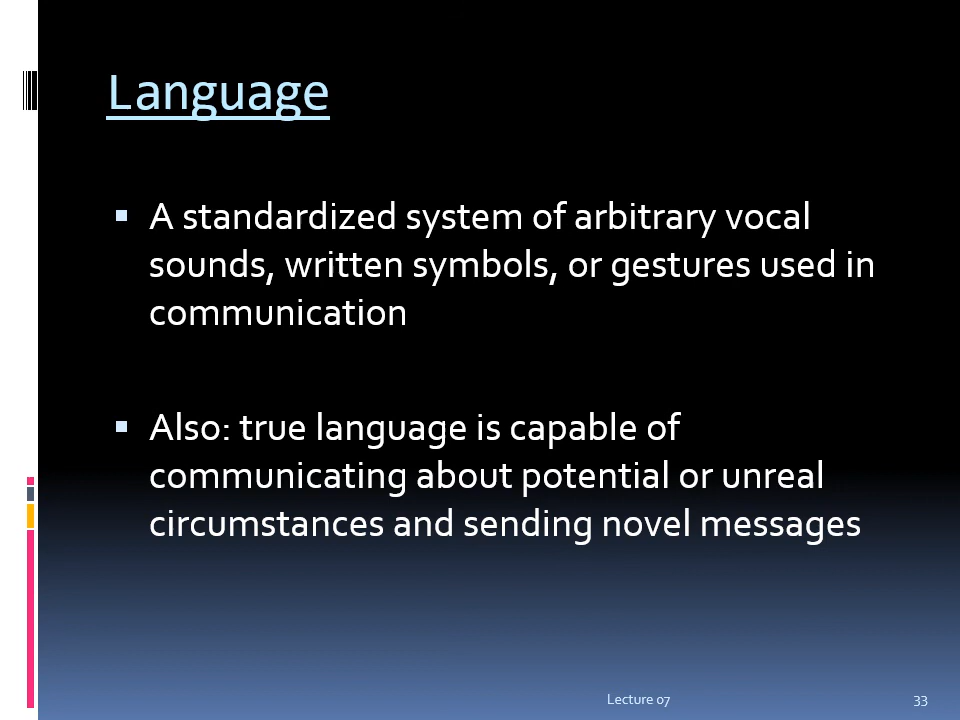 Language
▪ A standardized system of arbitrary vocal
sounds, written symbols, or gestures used in
communication
▪ Also: true language is capable of
communicating about potential or unreal
circumstances and sending novel messages
Lecture 07 33